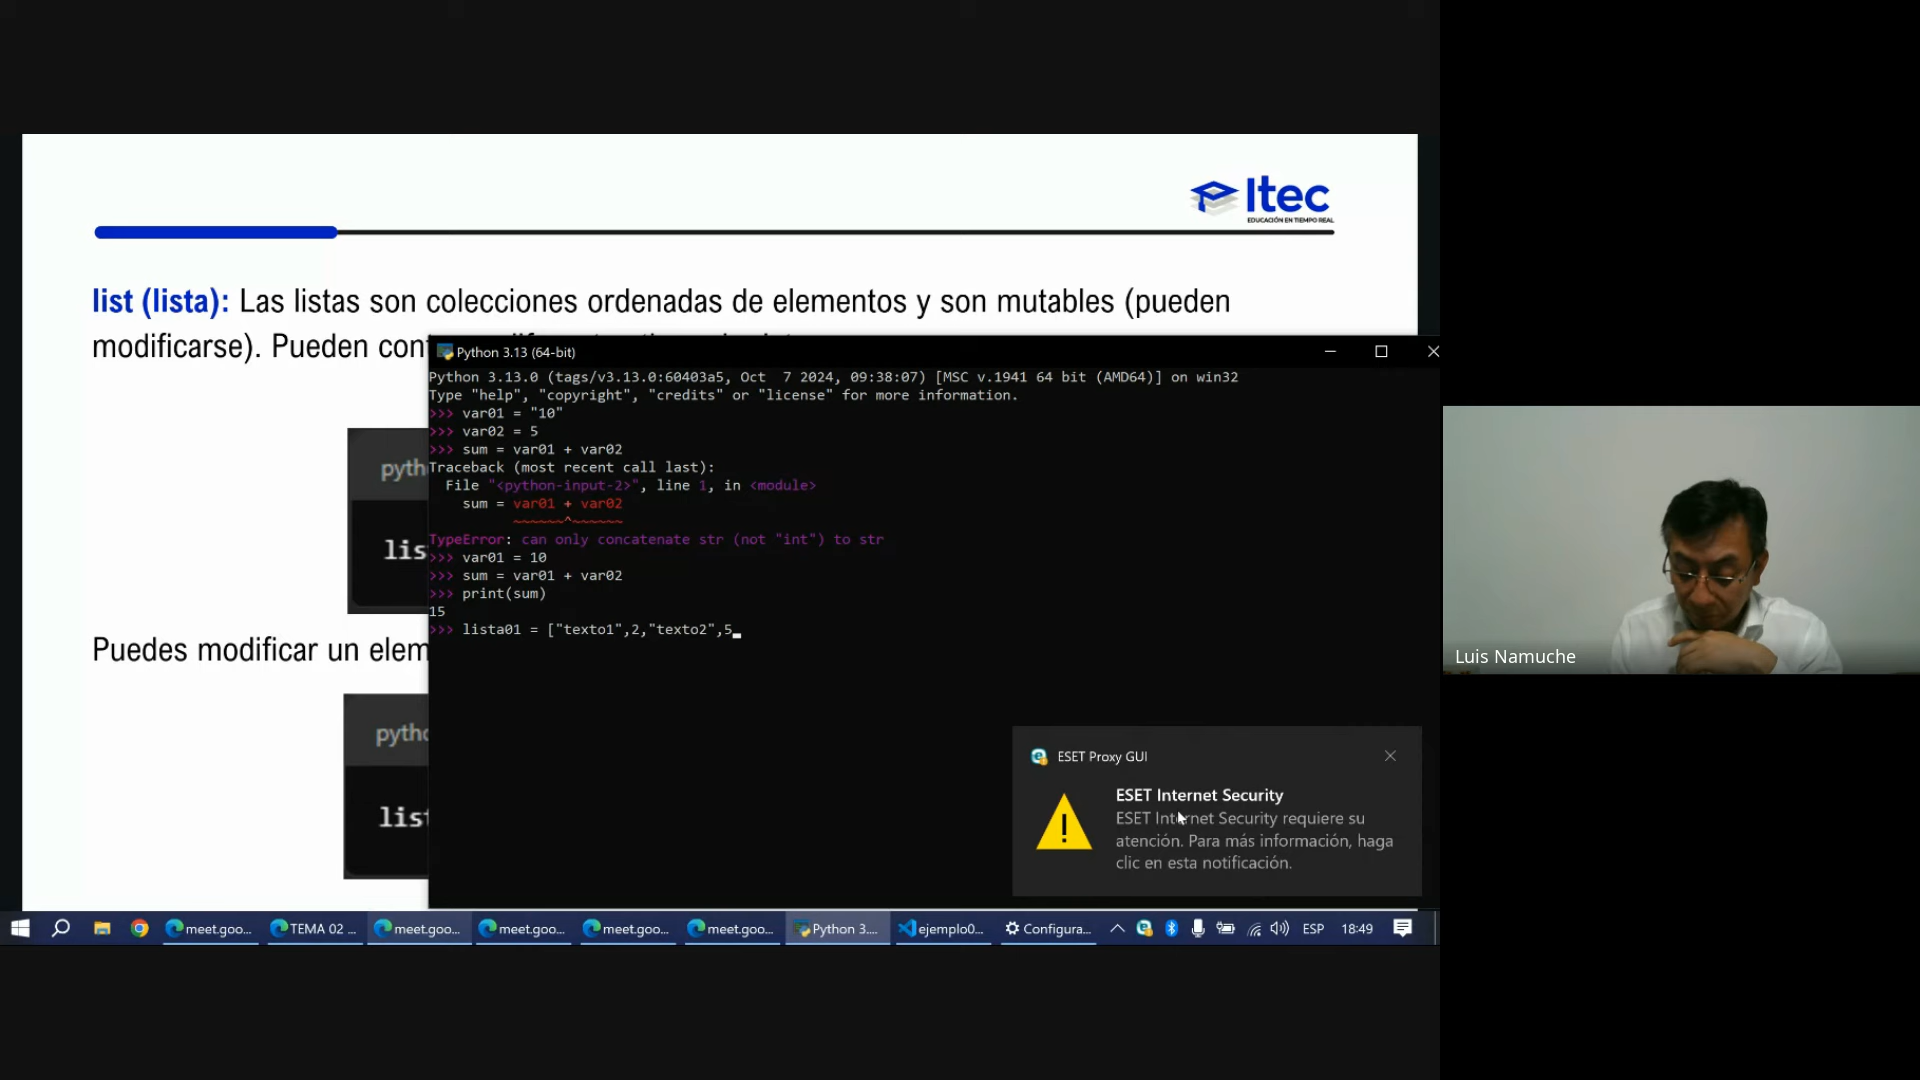 Itec
EDUCACIÓN EN TIEMPO REAL
list (lista): Las listas son colecciones ordenadas de elementos y son mutables (pueden
modificarse). Pueden
Python 3.13 (64-bit)
Python 3.13.0 (tags/v3.13.0:60403a5, Oct  7 2024, 09:38:07) [MSC v.1941 64 bit (AMD64)] on win32
Type "help", "copyright", "credits" or "license" for more information.
>>> var01 = "10"
>>> var02 = 5
>>> sum = var01 + var02
Traceback (most recent call last):
  File "<python-input-2>", line 1, in <module>
    sum = var01 + var02
          ~~~~~~^~~~~~~
TypeError: can only concatenate str (not "int") to str
>>> var01 = 10
>>> sum = var01 + var02
>>> print(sum)
15
>>> lista01 = ["texto1",2,"texto2",5_
pyth
lis
Puedes modificar un elem
pytho
list
Luis Namuche
ESET Proxy GUI
ESET Internet Security
ESET Internet Security requiere su
atención. Para más información, haga
clic en esta notificación.
meet.goo... TEMA 02 ... meet.goo... meet.goo... meet.goo... meet.goo... Python 3.... ejemplo0... Configura... ESP 18:49